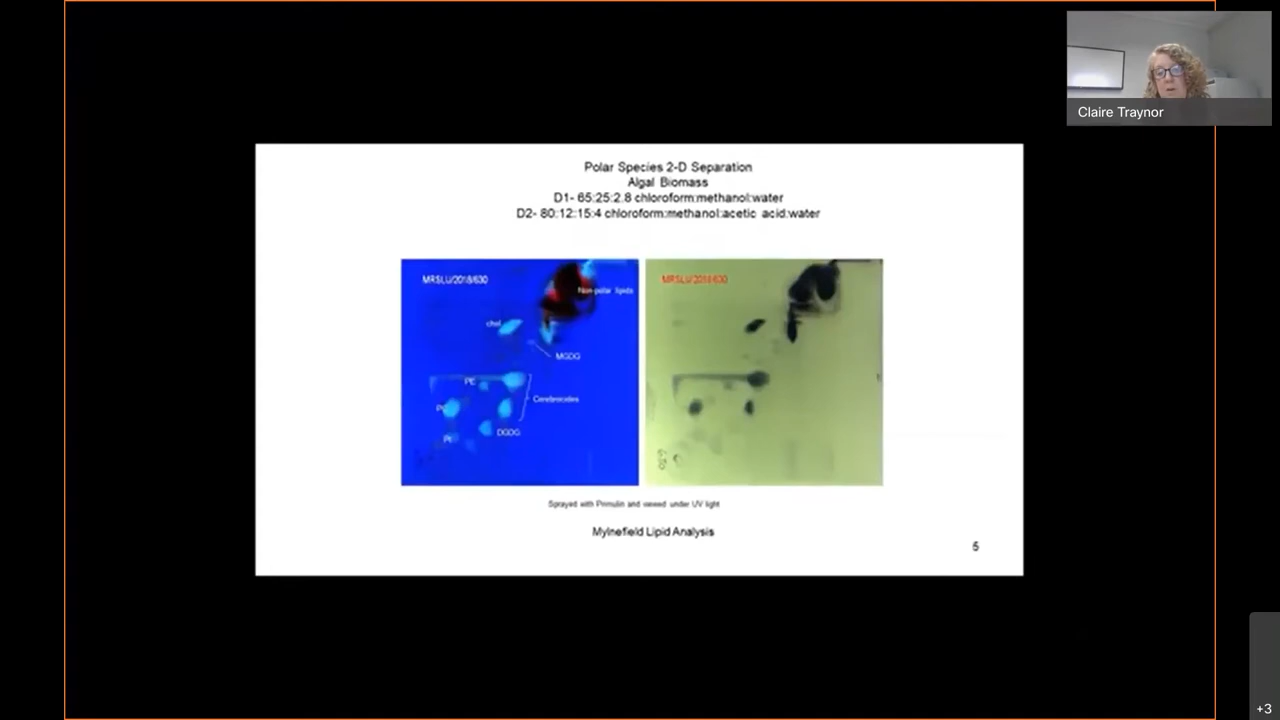 Claire Traynor
Polar Species 2-D Separation
Algal Biomass
D1- 65:25:2.8 chloroform:methanol:water
D2- 80:12:15:4 chloroform:methanol:acetic acid:water
MRSLU/2018/630
MRSLU/2018/630
Non-polar lipids
chol
MGDG
PE
Cerebrocides
DGDG
PI
Sprayed with Primulin and viewed under UV light
Mylnefield Lipid Analysis
5
+3